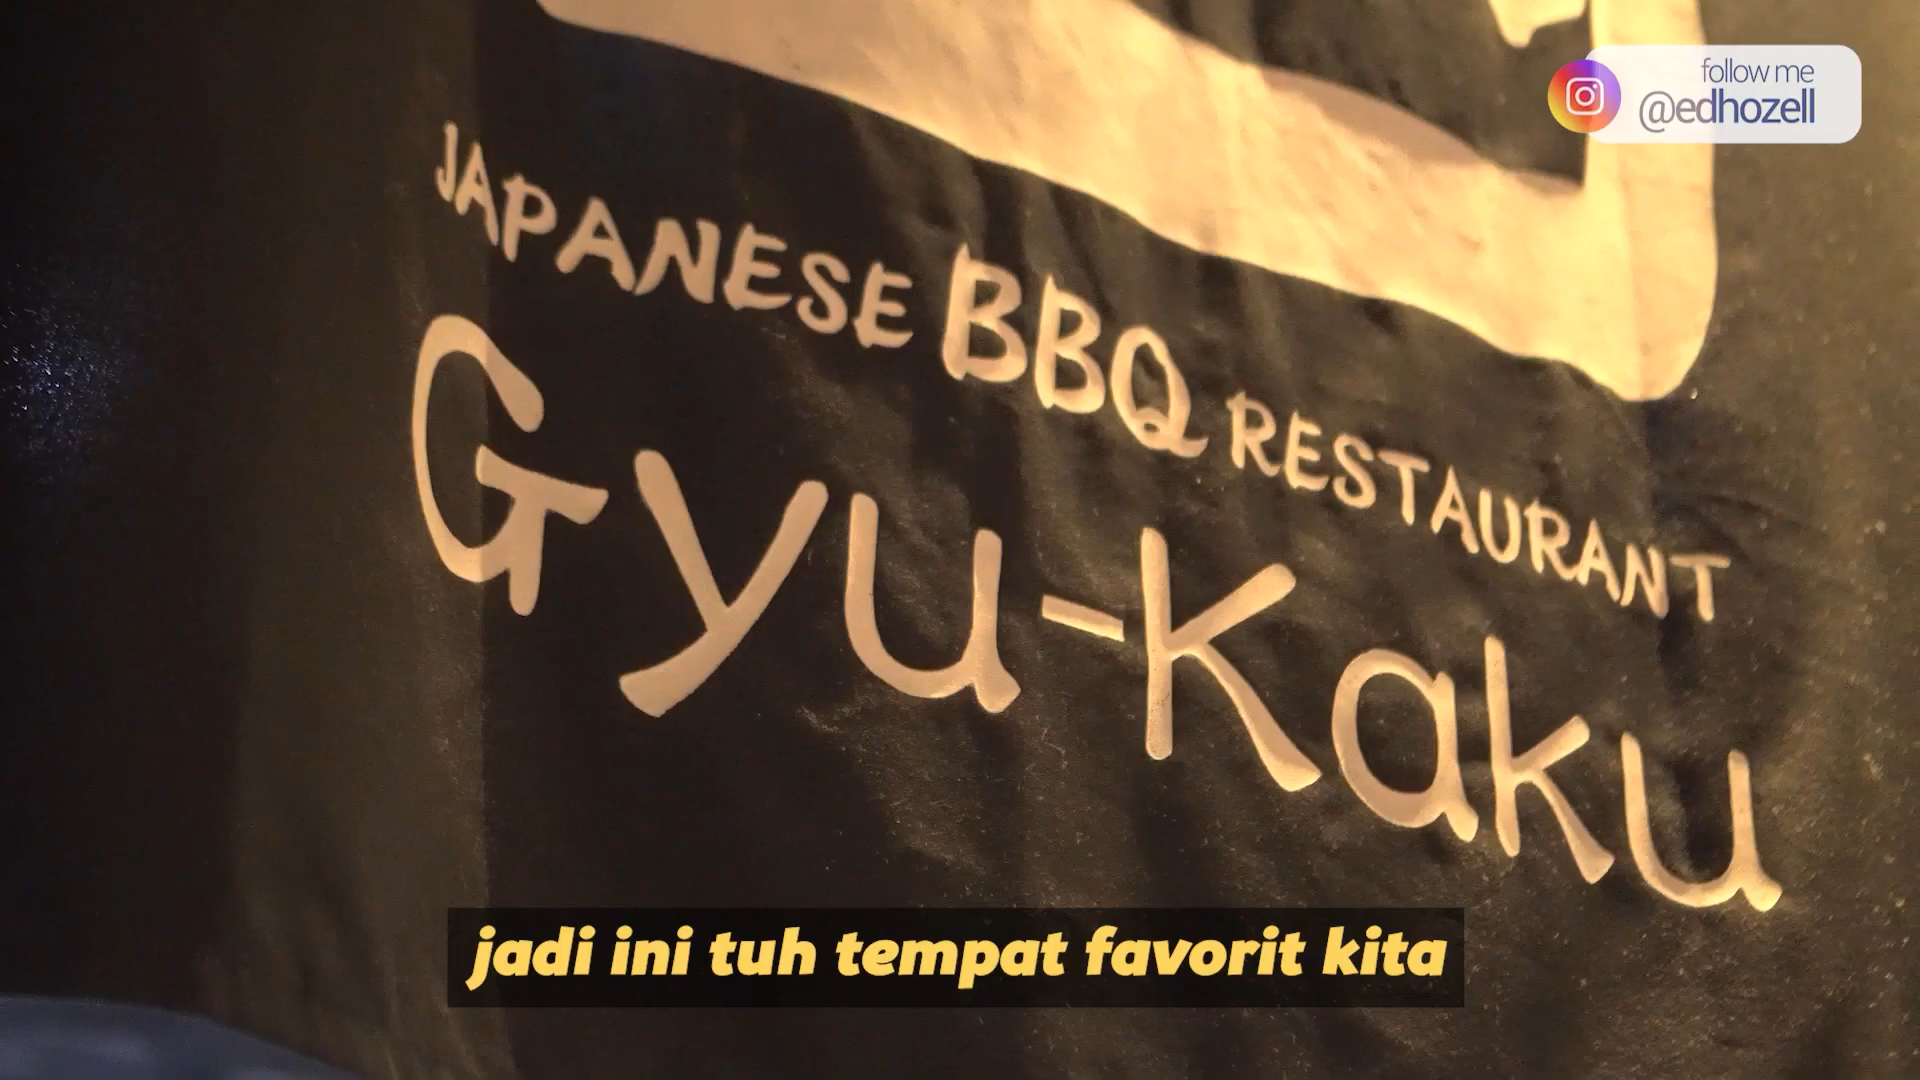 follow me
@edhozell
JAPANESE BBQ RESTAURANT
Gyu-Kaku
jadi ini tuh tempat favorit kita